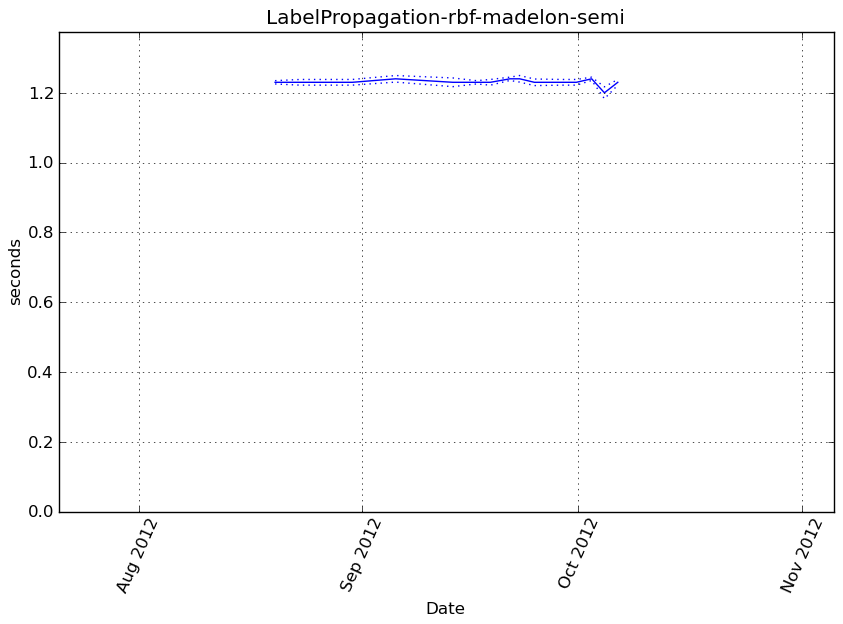 LabelPropagation-rbf-madelon-semi
1.2
1.0
0.8
0.6
0.4
0.2
0.0
seconds
Aug 2012
Sep 2012
Oct 2012
Nov 2012
Date